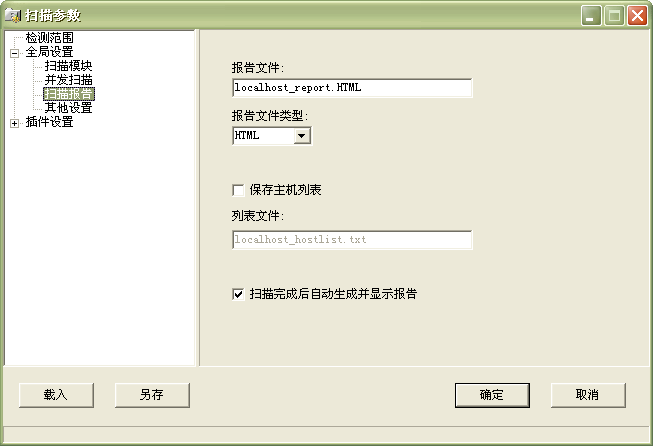 扫描参数
检测范围
全局设置
扫描模块
并发扫描
扫描报告
其他设置
插件设置
报告文件:
localhost_report.HTML
报告文件类型:
HTML
保存主机列表
列表文件:
localhost_hostlist.txt
扫描完成后自动生成并显示报告
载入
另存
确定
取消